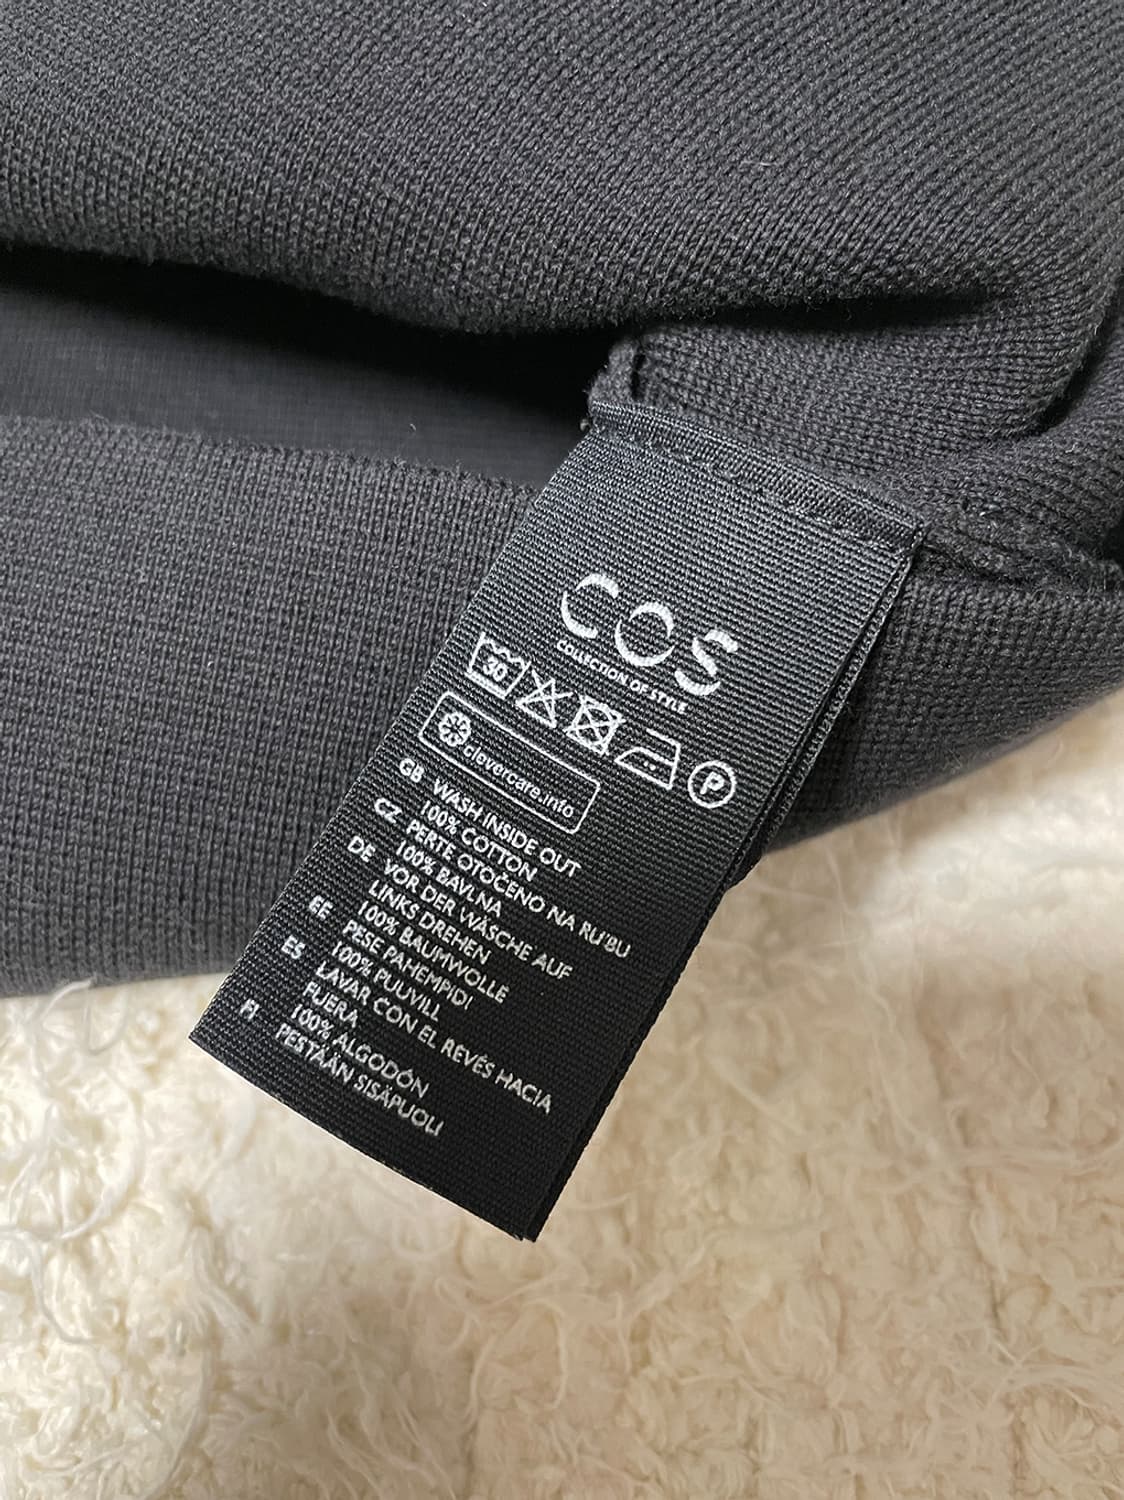 COS
COLLECTION OF STYLE
30
P
clevercare.info
GB WASH INSIDE OUT
100% COTTON
CZ PERTE OTOČENO NA RU'BU
100% BAVLNA
DE VOR DER WÄSCHE AUF
LINKS DREHEN
100% BAUMWOLLE
EE PESE PAHEMPIDI
100% PUUVILL
ES LAVAR CON EL REVÉS HACIA
FUERA
100% ALGODÓN
FI PESTÄÄN SISÄPUOLI